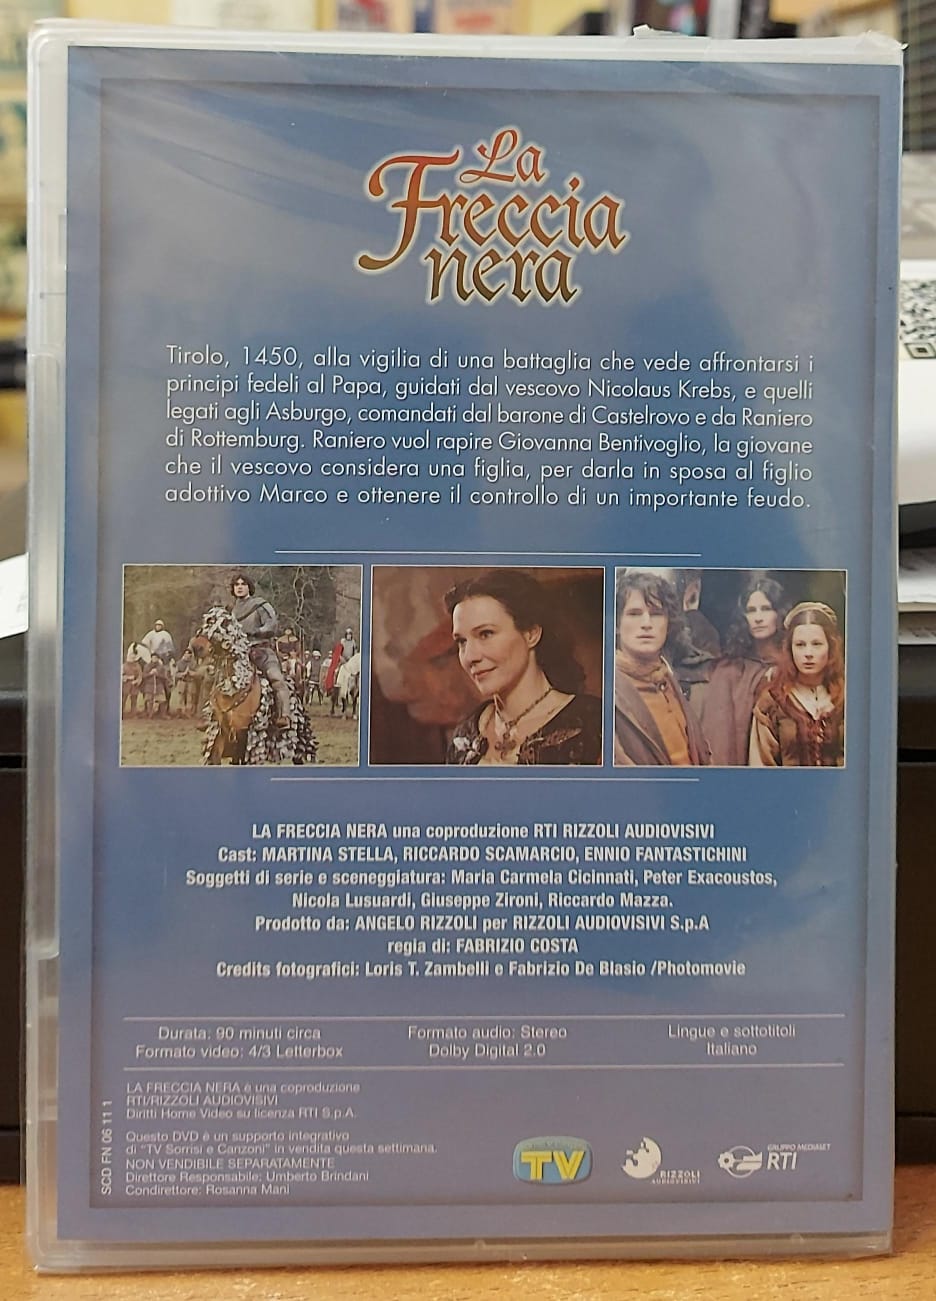 La
Freccia
nera
Tirolo, 1450, alla vigilia di una battaglia che vede affrontarsi i
principi fedeli al Papa, guidati dal vescovo Nicolaus Krebs, e quelli
legati agli Asburgo, comandati dal barone di Castelrovo e da Raniero
di Rottemburg. Raniero vuol rapire Giovanna Bentivoglio, la giovane
che il vescovo considera una figlia, per darla in sposa al figlio
adottivo Marco e ottenere il controllo di un importante feudo.
LA FRECCIA NERA una coproduzione RTI RIZZOLI AUDIOVISIVI
Cast: MARTINA STELLA, RICCARDO SCAMARCIO, ENNIO FANTASTICHINI
Soggetti di serie e sceneggiatura: Maria Carmela Cicinnati, Peter Exacoustos,
Nicola Lusuardi, Giuseppe Zironi, Riccardo Mazza.
Prodotto da: ANGELO RIZZOLI per RIZZOLI AUDIOVISIVI S.p.A
regia di: FABRIZIO COSTA
Credits fotografici: Loris T. Zambelli e Fabrizio De Blasio /Photomovie
Durata: 90 minuti circa
Formato video: 4/3 Letterbox
Formato audio: Stereo
Dolby Digital 2.0
Lingue e sottotitoli
Italiano
LA FRECCIA NERA è una coproduzione
RTI/RIZZOLI AUDIOVISIVI
Diritti Home Video su licenza RTI S.p.A.
Questo DVD è un supporto integrativo
di "TV Sorrisi e Canzoni" in vendita questa settimana.
NON VENDIBILE SEPARATAMENTE
Direttore Responsabile: Umberto Brindani
Condirettore: Rosanna Mani
SCD FN 06 11 1
TV
RIZZOLI
AUDIOVISIVI
GRUPPO MEDIASET
RTI